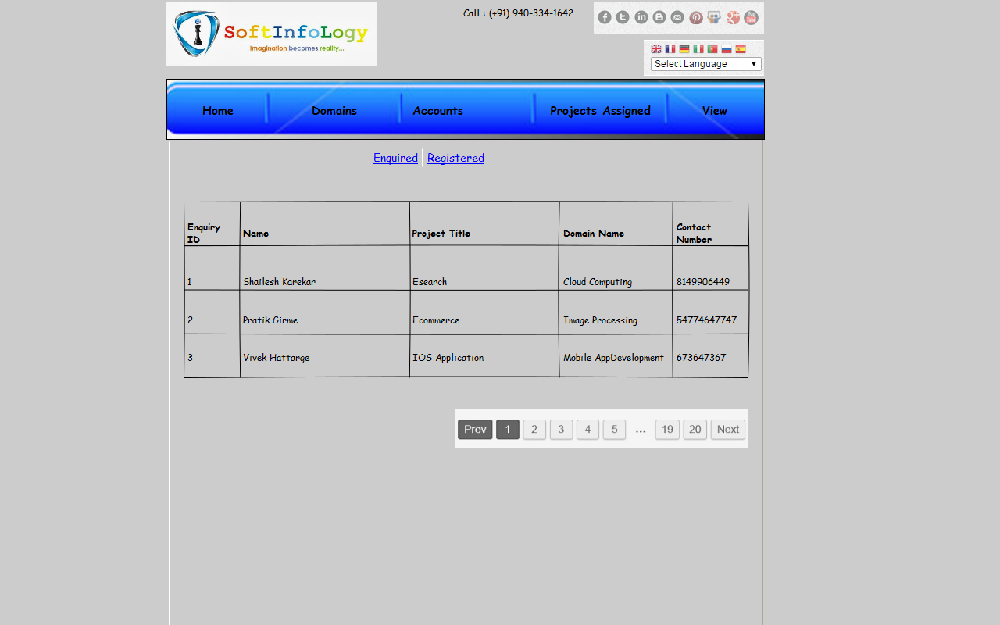 SoftInfoLogy
Imagination becomes reality...
Call : (+91) 940-334-1642
Select Language
Home Domains Accounts Projects Assigned View
Enquired Registered
Enquiry ID Name Project Title Domain Name Contact Number
1 Shailesh Karekar Esearch Cloud Computing 8149906449
2 Pratik Girme Ecommerce Image Processing 54774647747
3 Vivek Hattarge IOS Application Mobile AppDevelopment 673647367
Prev 1 2 3 4 5 ... 19 20 Next